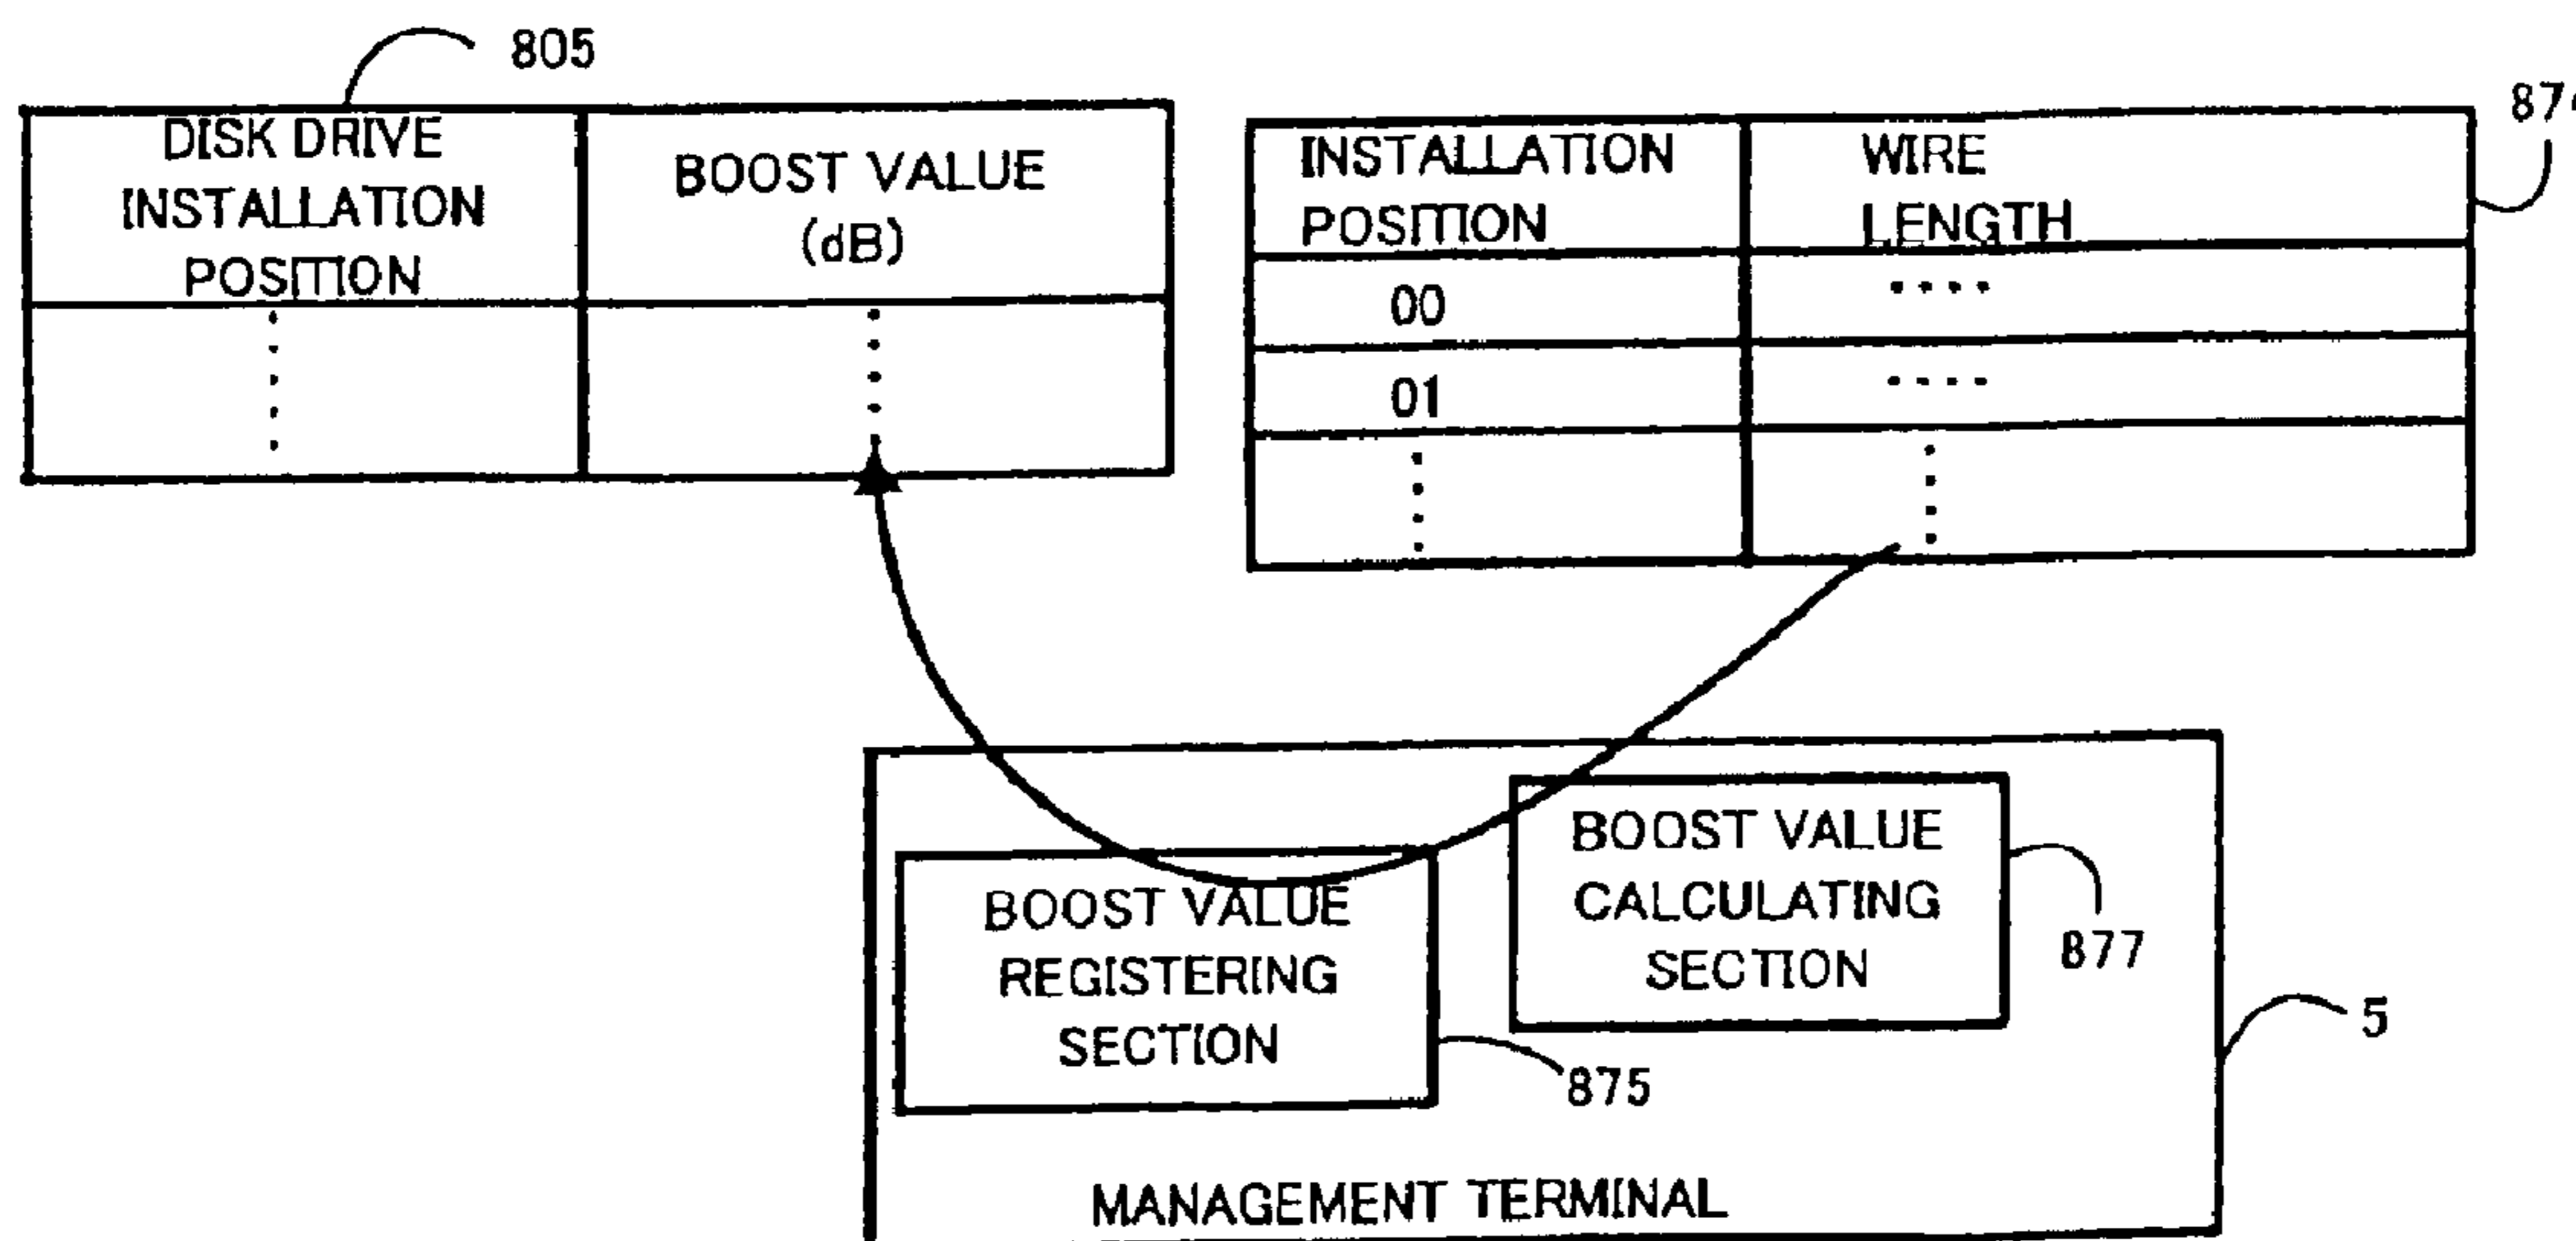 805
DISK DRIVE
INSTALLATION
POSITION
BOOST VALUE
(dB)
INSTALLATION
POSITION
WIRE
LENGTH
00
....
01
....
BOOST VALUE
REGISTERING
SECTION
875
BOOST VALUE
CALCULATING
SECTION
877
5
MANAGEMENT TERMINAL